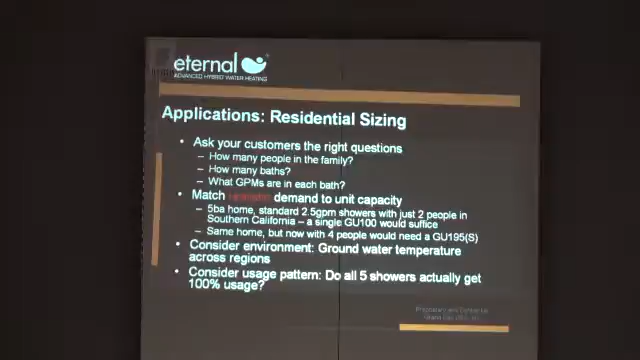 eternal
ADVANCED HYBRID WATER HEATING
Applications: Residential Sizing
• Ask your customers the right questions
– How many people in the family?
– How many baths?
– What GPMs are in each bath?
• Match demand to unit capacity
– 5ba home, standard 2.5gpm showers with just 2 people in
Southern California – a single GU100 would suffice
– Same home, but now with 4 people would need a GU195(S)
• Consider environment: Ground water temperature
across regions
• Consider usage pattern: Do all 5 showers actually get
100% usage?